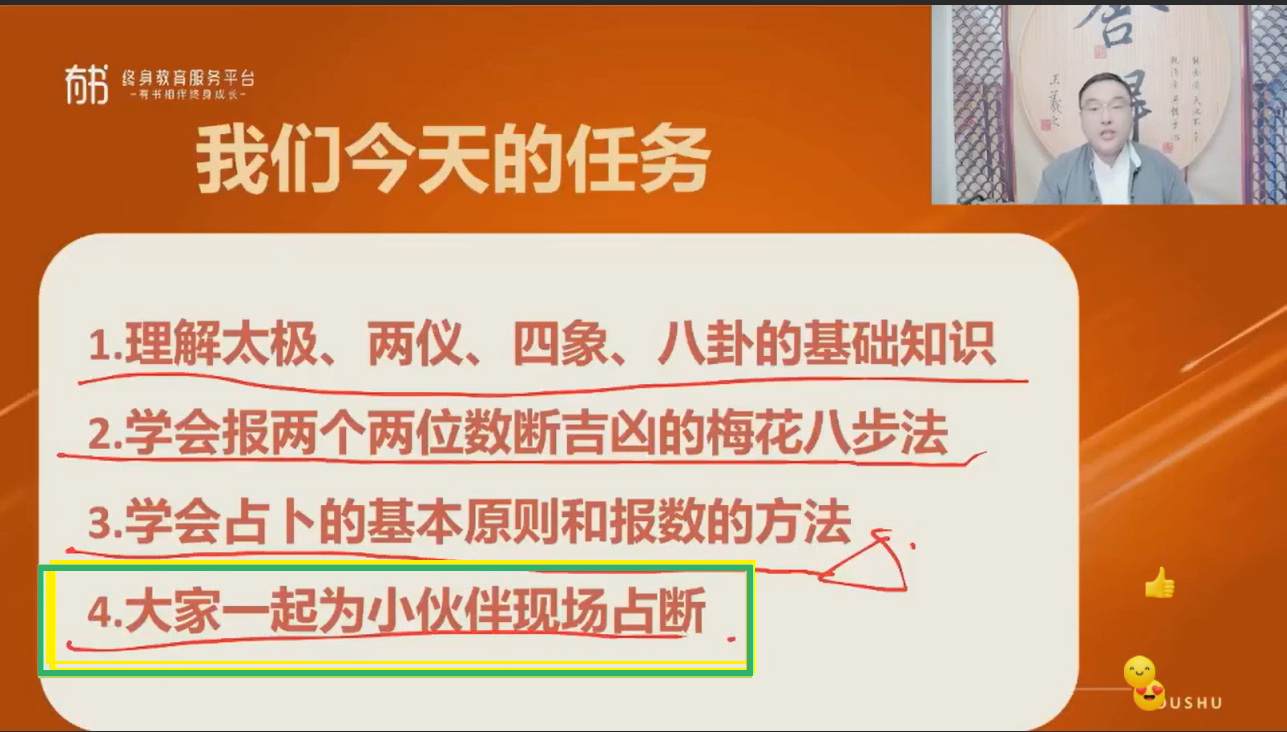 有书 终身教育服务平台
-有书相伴终身成长-
我们今天的任务
1.理解太极、两仪、四象、八卦的基础知识
2.学会报两个两位数断吉凶的梅花八步法
3.学会占卜的基本原则和报数的方法
4.大家一起为小伙伴现场占断
王羲之
OUSHU